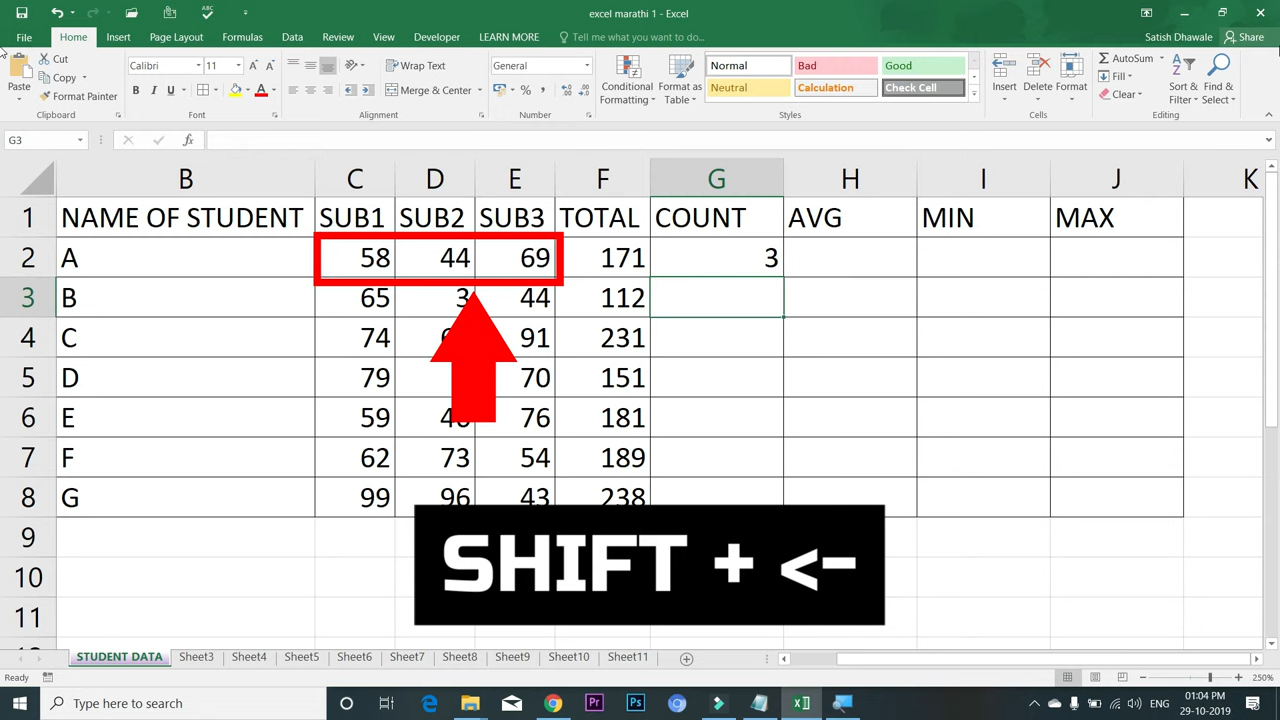 excel marathi 1 - Excel
File Home Insert Page Layout Formulas Data Review View Developer LEARN MORE Tell me what you want to do... Satish Dhawale Share
Paste
Cut
Copy
Format Painter
Clipboard
Calibri 11
B I U
Font
Wrap Text
Merge & Center
Alignment
General
%
Number
Conditional Formatting
Format as Table
Normal Bad Good
Neutral Calculation Check Cell
Styles
Insert Delete Format
Cells
AutoSum
Fill
Clear
Sort & Filter
Find & Select
Editing
G3 fx
B C D E F G H I J K
1 NAME OF STUDENT SUB1 SUB2 SUB3 TOTAL COUNT AVG MIN MAX
2 A 58 44 69 171 3
3 B 65 3 44 112
4 C 74 91 231
5 D 79 70 151
6 E 59 76 181
7 F 62 73 54 189
8 G 99 96 43 238
9
10
11
SHIFT + <-
STUDENT DATA Sheet3 Sheet4 Sheet5 Sheet6 Sheet7 Sheet8 Sheet9 Sheet10 Sheet11
Ready 250%
Type here to search
Pr Ps
ENG
01:04 PM
29-10-2019